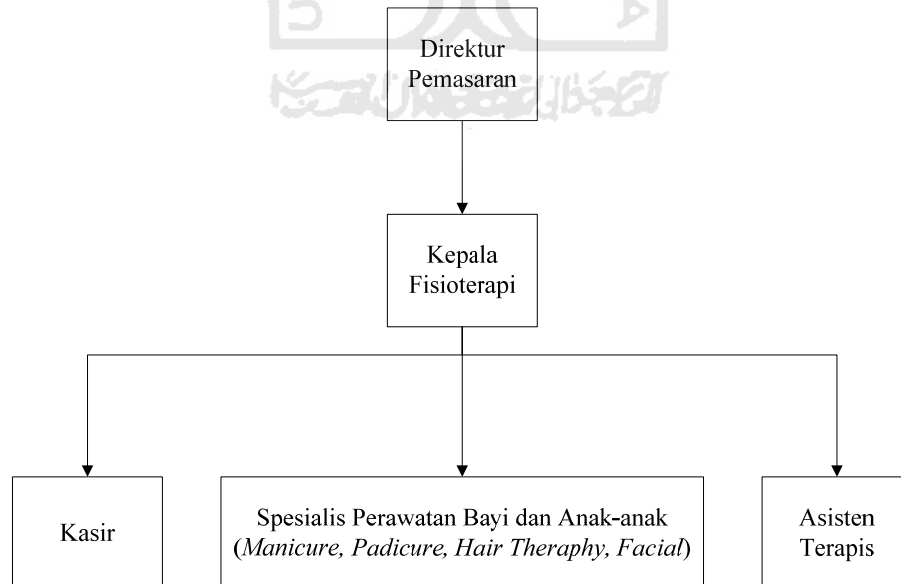 Direktur
Pemasaran
Kepala
Fisioterapi
Kasir
Spesialis Perawatan Bayi dan Anak-anak
(Manicure, Padicure, Hair Theraphy, Facial)
Asisten
Terapis